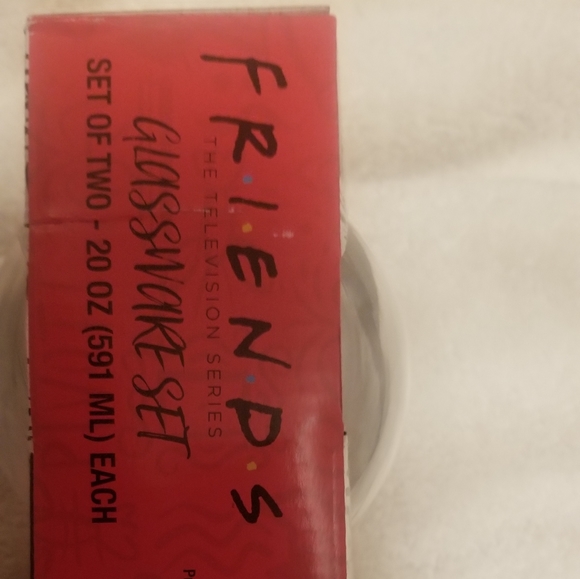 F·R·I·E·N·D·S
THE TELEVISION SERIES
GLASSWARE SET
SET OF TWO - 20 OZ (591 ML) EACH